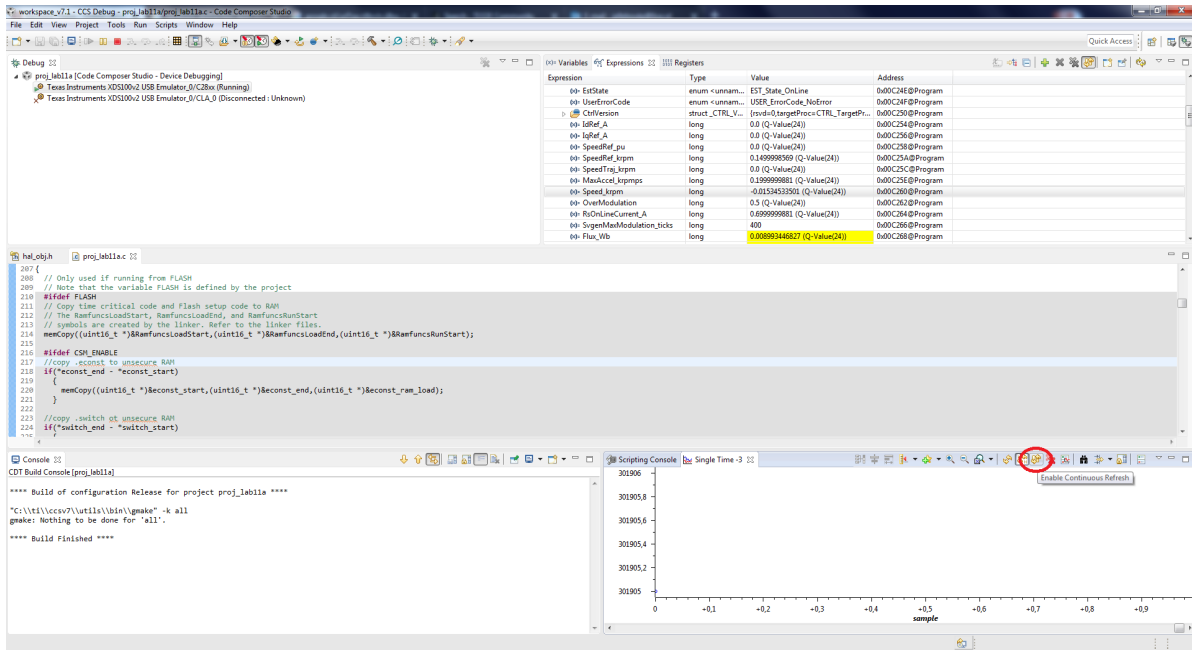 workspace_v7.1 - CCS Debug - proj_lab11a/proj_lab11a.c - Code Composer Studio
File Edit View Project Tools Run Scripts Window Help
Quick Access
Debug
proj_lab11a [Code Composer Studio - Device Debugging]
Texas Instruments XDS100v2 USB Emulator_0/C28xx (Running)
Texas Instruments XDS100v2 USB Emulator_0/CLA_0 (Disconnected : Unknown)
(x)= Variables Expressions Registers
Expression Type Value Address
(x)= EstState enum <unnam... EST_State_OnLine 0x00C24E@Program
(x)= UserErrorCode enum <unnam... USER_ErrorCode_NoError 0x00C24F@Program
CtrlVersion struct _CTRL_V... {rsvd=0,targetProc=CTRL_TargetPr... 0x00C250@Program
(x)= IdRef_A long 0.0 (Q-Value(24)) 0x00C254@Program
(x)= IqRef_A long 0.0 (Q-Value(24)) 0x00C256@Program
(x)= SpeedRef_pu long 0.0 (Q-Value(24)) 0x00C258@Program
(x)= SpeedRef_krpm long 0.1499998569 (Q-Value(24)) 0x00C25A@Program
(x)= SpeedTraj_krpm long 0.0 (Q-Value(24)) 0x00C25C@Program
(x)= MaxAccel_krpmps long 0.1999999881 (Q-Value(24)) 0x00C25E@Program
(x)= Speed_krpm long -0.01534533501 (Q-Value(24)) 0x00C260@Program
(x)= OverModulation long 0.5 (Q-Value(24)) 0x00C262@Program
(x)= RsOnLineCurrent_A long 0.6999999881 (Q-Value(24)) 0x00C264@Program
(x)= SvgenMaxModulation_ticks long 400 0x00C266@Program
(x)= Flux_Wb long 0.008993446827 (Q-Value(24)) 0x00C268@Program
hal_obj.h proj_lab11a.c
207 {
208 // Only used if running from FLASH
209 // Note that the variable FLASH is defined by the project
210 #ifdef FLASH
211 // Copy time critical code and Flash setup code to RAM
212 // The RamfuncsLoadStart, RamfuncsLoadEnd, and RamfuncsRunStart
213 // symbols are created by the linker. Refer to the linker files.
214 memCopy((uint16_t *)&RamfuncsLoadStart,(uint16_t *)&RamfuncsLoadEnd,(uint16_t *)&RamfuncsRunStart);
215
216 #ifdef CSM_ENABLE
217 //copy .econst to unsecure RAM
218 if(*econst_end - *econst_start)
219 {
220 memCopy((uint16_t *)&econst_start,(uint16_t *)&econst_end,(uint16_t *)&econst_ram_load);
221 }
222
223 //copy .switch ot unsecure RAM
224 if(*switch_end - *switch_start)
Console
CDT Build Console [proj_lab11a]
**** Build of configuration Release for project proj_lab11a ****
"C:\\ti\\ccsv7\\utils\\bin\\gmake" -k all
gmake: Nothing to be done for 'all'.
**** Build Finished ****
Scripting Console Single Time -3
Enable Continuous Refresh
301906
301905,8
301905,6
301905,4
301905,2
301905
0 +0,1 +0,2 +0,3 +0,4 +0,5 +0,6 +0,7 +0,8 +0,9
sample